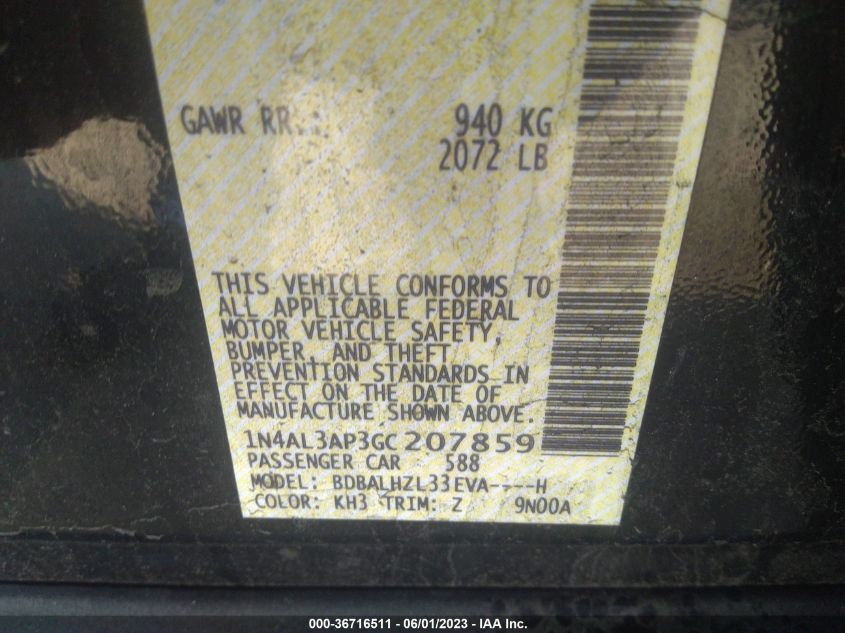 GAWR RR: 940 KG
2072 LB
THIS VEHICLE CONFORMS TO
ALL APPLICABLE FEDERAL
MOTOR VEHICLE SAFETY,
BUMPER, AND THEFT
PREVENTION STANDARDS IN
EFFECT ON THE DATE OF
MANUFACTURE SHOWN ABOVE.
1N4AL3AP3GC207859
PASSENGER CAR 588
MODEL: BDBALHZL33EVA----H
COLOR: KH3 TRIM: Z 9N00A
000-36716511 - 06/01/2023 - IAA Inc.